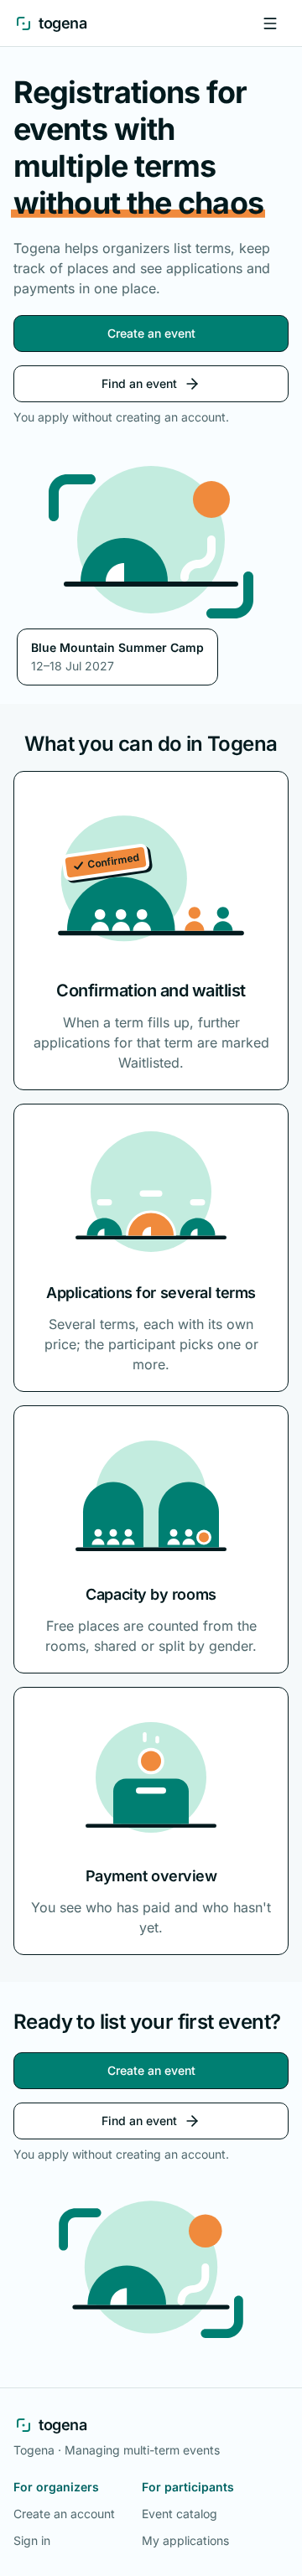 togena
Registrations for
events with
multiple terms
without the chaos
Togena helps organizers list terms, keep
track of places and see applications and
payments in one place.
Create an event
Find an event
You apply without creating an account.
Blue Mountain Summer Camp
12–18 Jul 2027
What you can do in Togena
Confirmed
Confirmation and waitlist
When a term fills up, further
applications for that term are marked
Waitlisted.
Applications for several terms
Several terms, each with its own
price; the participant picks one or
more.
Capacity by rooms
Free places are counted from the
rooms, shared or split by gender.
Payment overview
You see who has paid and who hasn't
yet.
Ready to list your first event?
Create an event
Find an event
You apply without creating an account.
togena
Togena · Managing multi-term events
For organizers
Create an account
Sign in
For participants
Event catalog
My applications